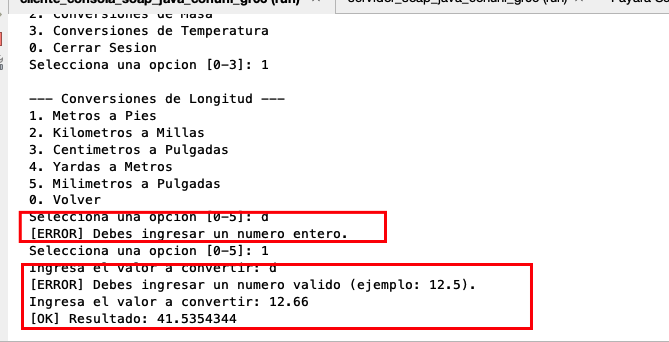 cliente_consola_soap_java_conuni_gr06 (run)
servidor_soap_java_conuni_gr06 (run)
Payara Se
2. Conversiones de Masa
3. Conversiones de Temperatura
0. Cerrar Sesion
Selecciona una opcion [0-3]: 1
--- Conversiones de Longitud ---
1. Metros a Pies
2. Kilometros a Millas
3. Centimetros a Pulgadas
4. Yardas a Metros
5. Milimetros a Pulgadas
0. Volver
Selecciona una opcion [0-5]: d
[ERROR] Debes ingresar un numero entero.
Selecciona una opcion [0-5]: 1
Ingresa el valor a convertir: d
[ERROR] Debes ingresar un numero valido (ejemplo: 12.5).
Ingresa el valor a convertir: 12.66
[OK] Resultado: 41.5354344